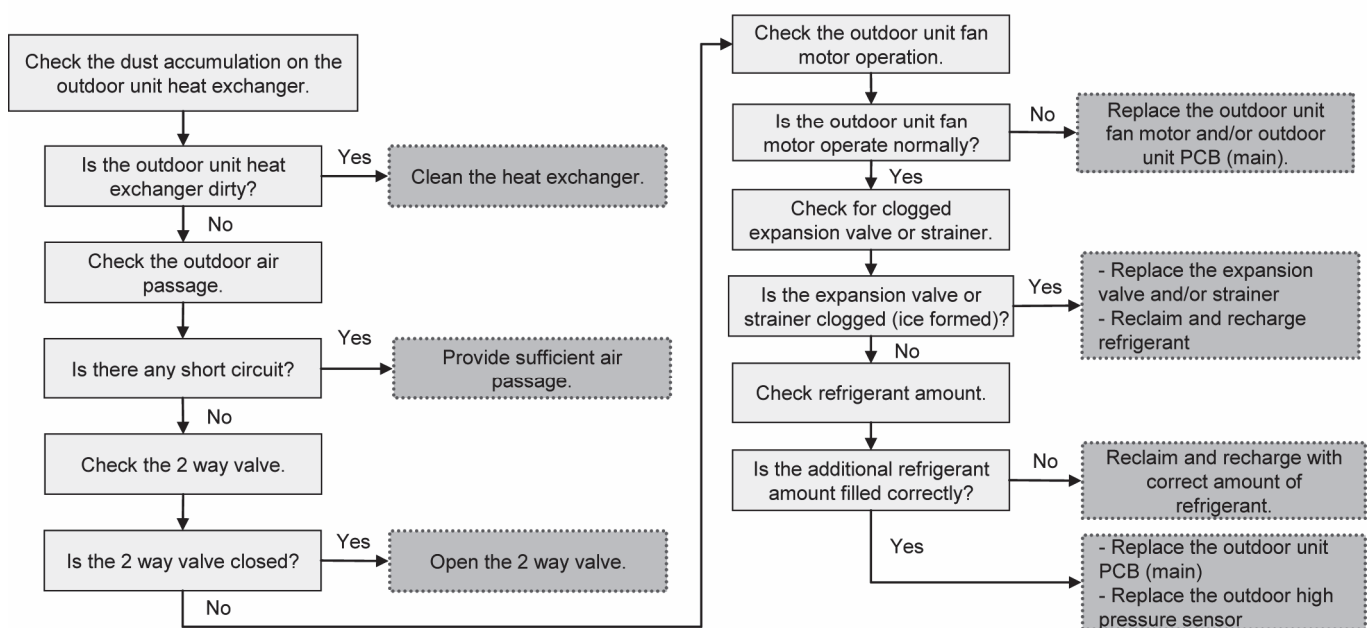 Check the dust accumulation on the
outdoor unit heat exchanger.
Is the outdoor unit heat
exchanger dirty?
Yes
Clean the heat exchanger.
No
Check the outdoor air
passage.
Is there any short circuit?
Yes
Provide sufficient air
passage.
No
Check the 2 way valve.
Is the 2 way valve closed?
Yes
Open the 2 way valve.
No
Check the outdoor unit fan
motor operation.
Is the outdoor unit fan
motor operate normally?
No
Replace the outdoor unit
fan motor and/or outdoor
unit PCB (main).
Yes
Check for clogged
expansion valve or strainer.
Is the expansion valve or
strainer clogged (ice formed)?
Yes
- Replace the expansion
valve and/or strainer
- Reclaim and recharge
refrigerant
No
Check refrigerant amount.
Is the additional refrigerant
amount filled correctly?
No
Reclaim and recharge with
correct amount of
refrigerant.
Yes
- Replace the outdoor unit
PCB (main)
- Replace the outdoor high
pressure sensor